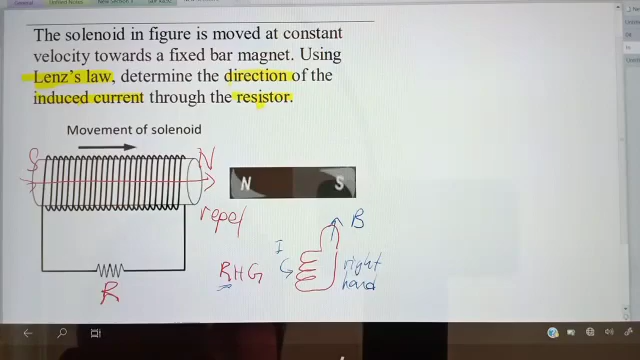 The solenoid in figure is moved at constant
velocity towards a fixed bar magnet. Using
Lenz's law, determine the direction of the
induced current through the resistor.
Movement of solenoid
S
N
N
S
repel
B
I
RHG
right
hand
R